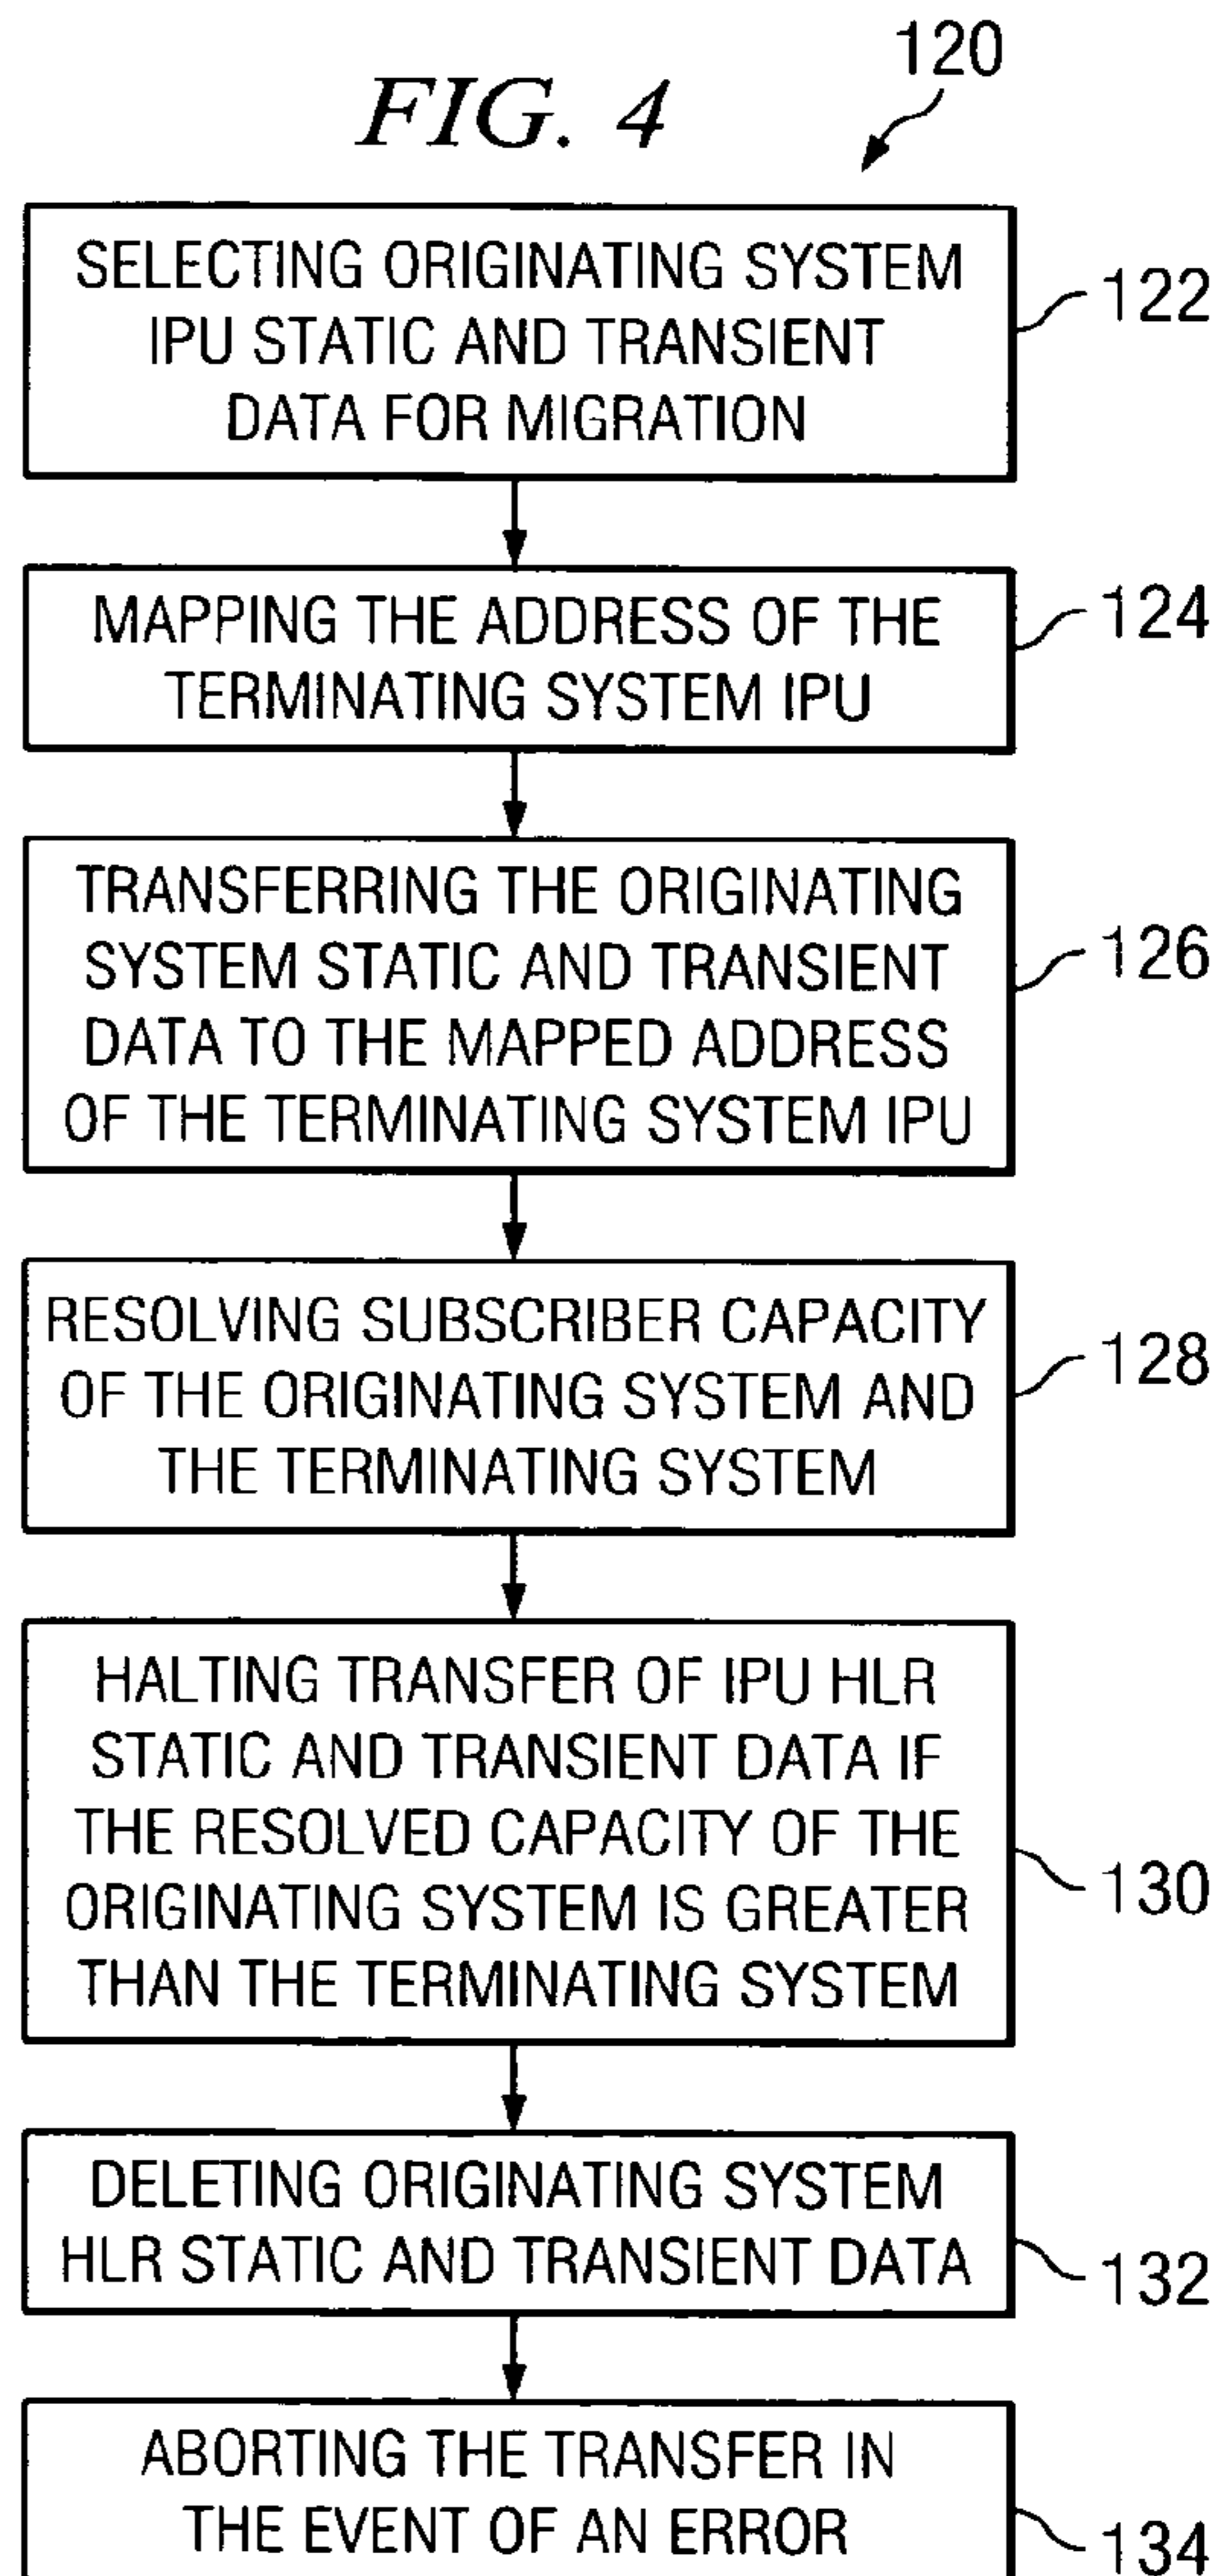 120
FIG. 4
SELECTING ORIGINATING SYSTEM
IPU STATIC AND TRANSIENT
DATA FOR MIGRATION
122
MAPPING THE ADDRESS OF THE
TERMINATING SYSTEM IPU
124
TRANSFERRING THE ORIGINATING
SYSTEM STATIC AND TRANSIENT
DATA TO THE MAPPED ADDRESS
OF THE TERMINATING SYSTEM IPU
126
RESOLVING SUBSCRIBER CAPACITY
OF THE ORIGINATING SYSTEM AND
THE TERMINATING SYSTEM
128
HALTING TRANSFER OF IPU HLR
STATIC AND TRANSIENT DATA IF
THE RESOLVED CAPACITY OF THE
ORIGINATING SYSTEM IS GREATER
THAN THE TERMINATING SYSTEM
130
DELETING ORIGINATING SYSTEM
HLR STATIC AND TRANSIENT DATA
132
ABORTING THE TRANSFER IN
THE EVENT OF AN ERROR
134